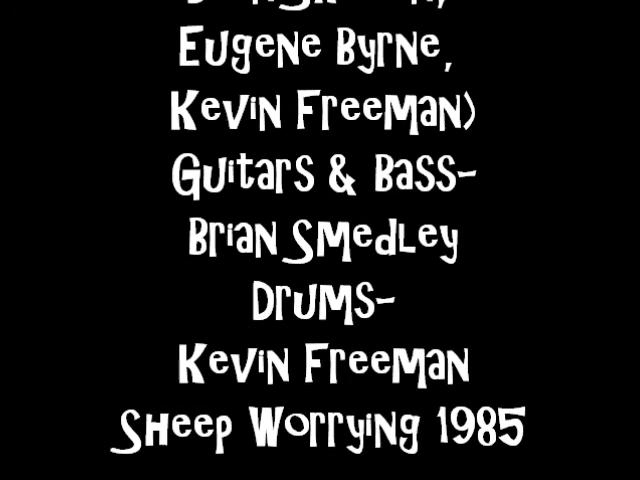 Eugene Byrne,
Kevin Freeman)
Guitars & Bass-
Brian Smedley
Drums-
Kevin Freeman
Sheep Worrying 1985